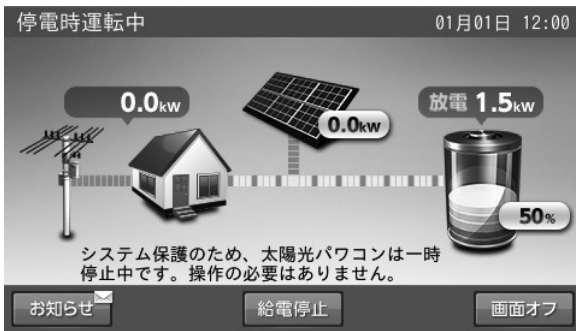 停電時運転中
01月01日 12:00
0.0kW
0.0kW
放電 1.5kW
50%
システム保護のため、太陽光パワコンは一時
停止中です。操作の必要はありません。
お知らせ
給電停止
画面オフ